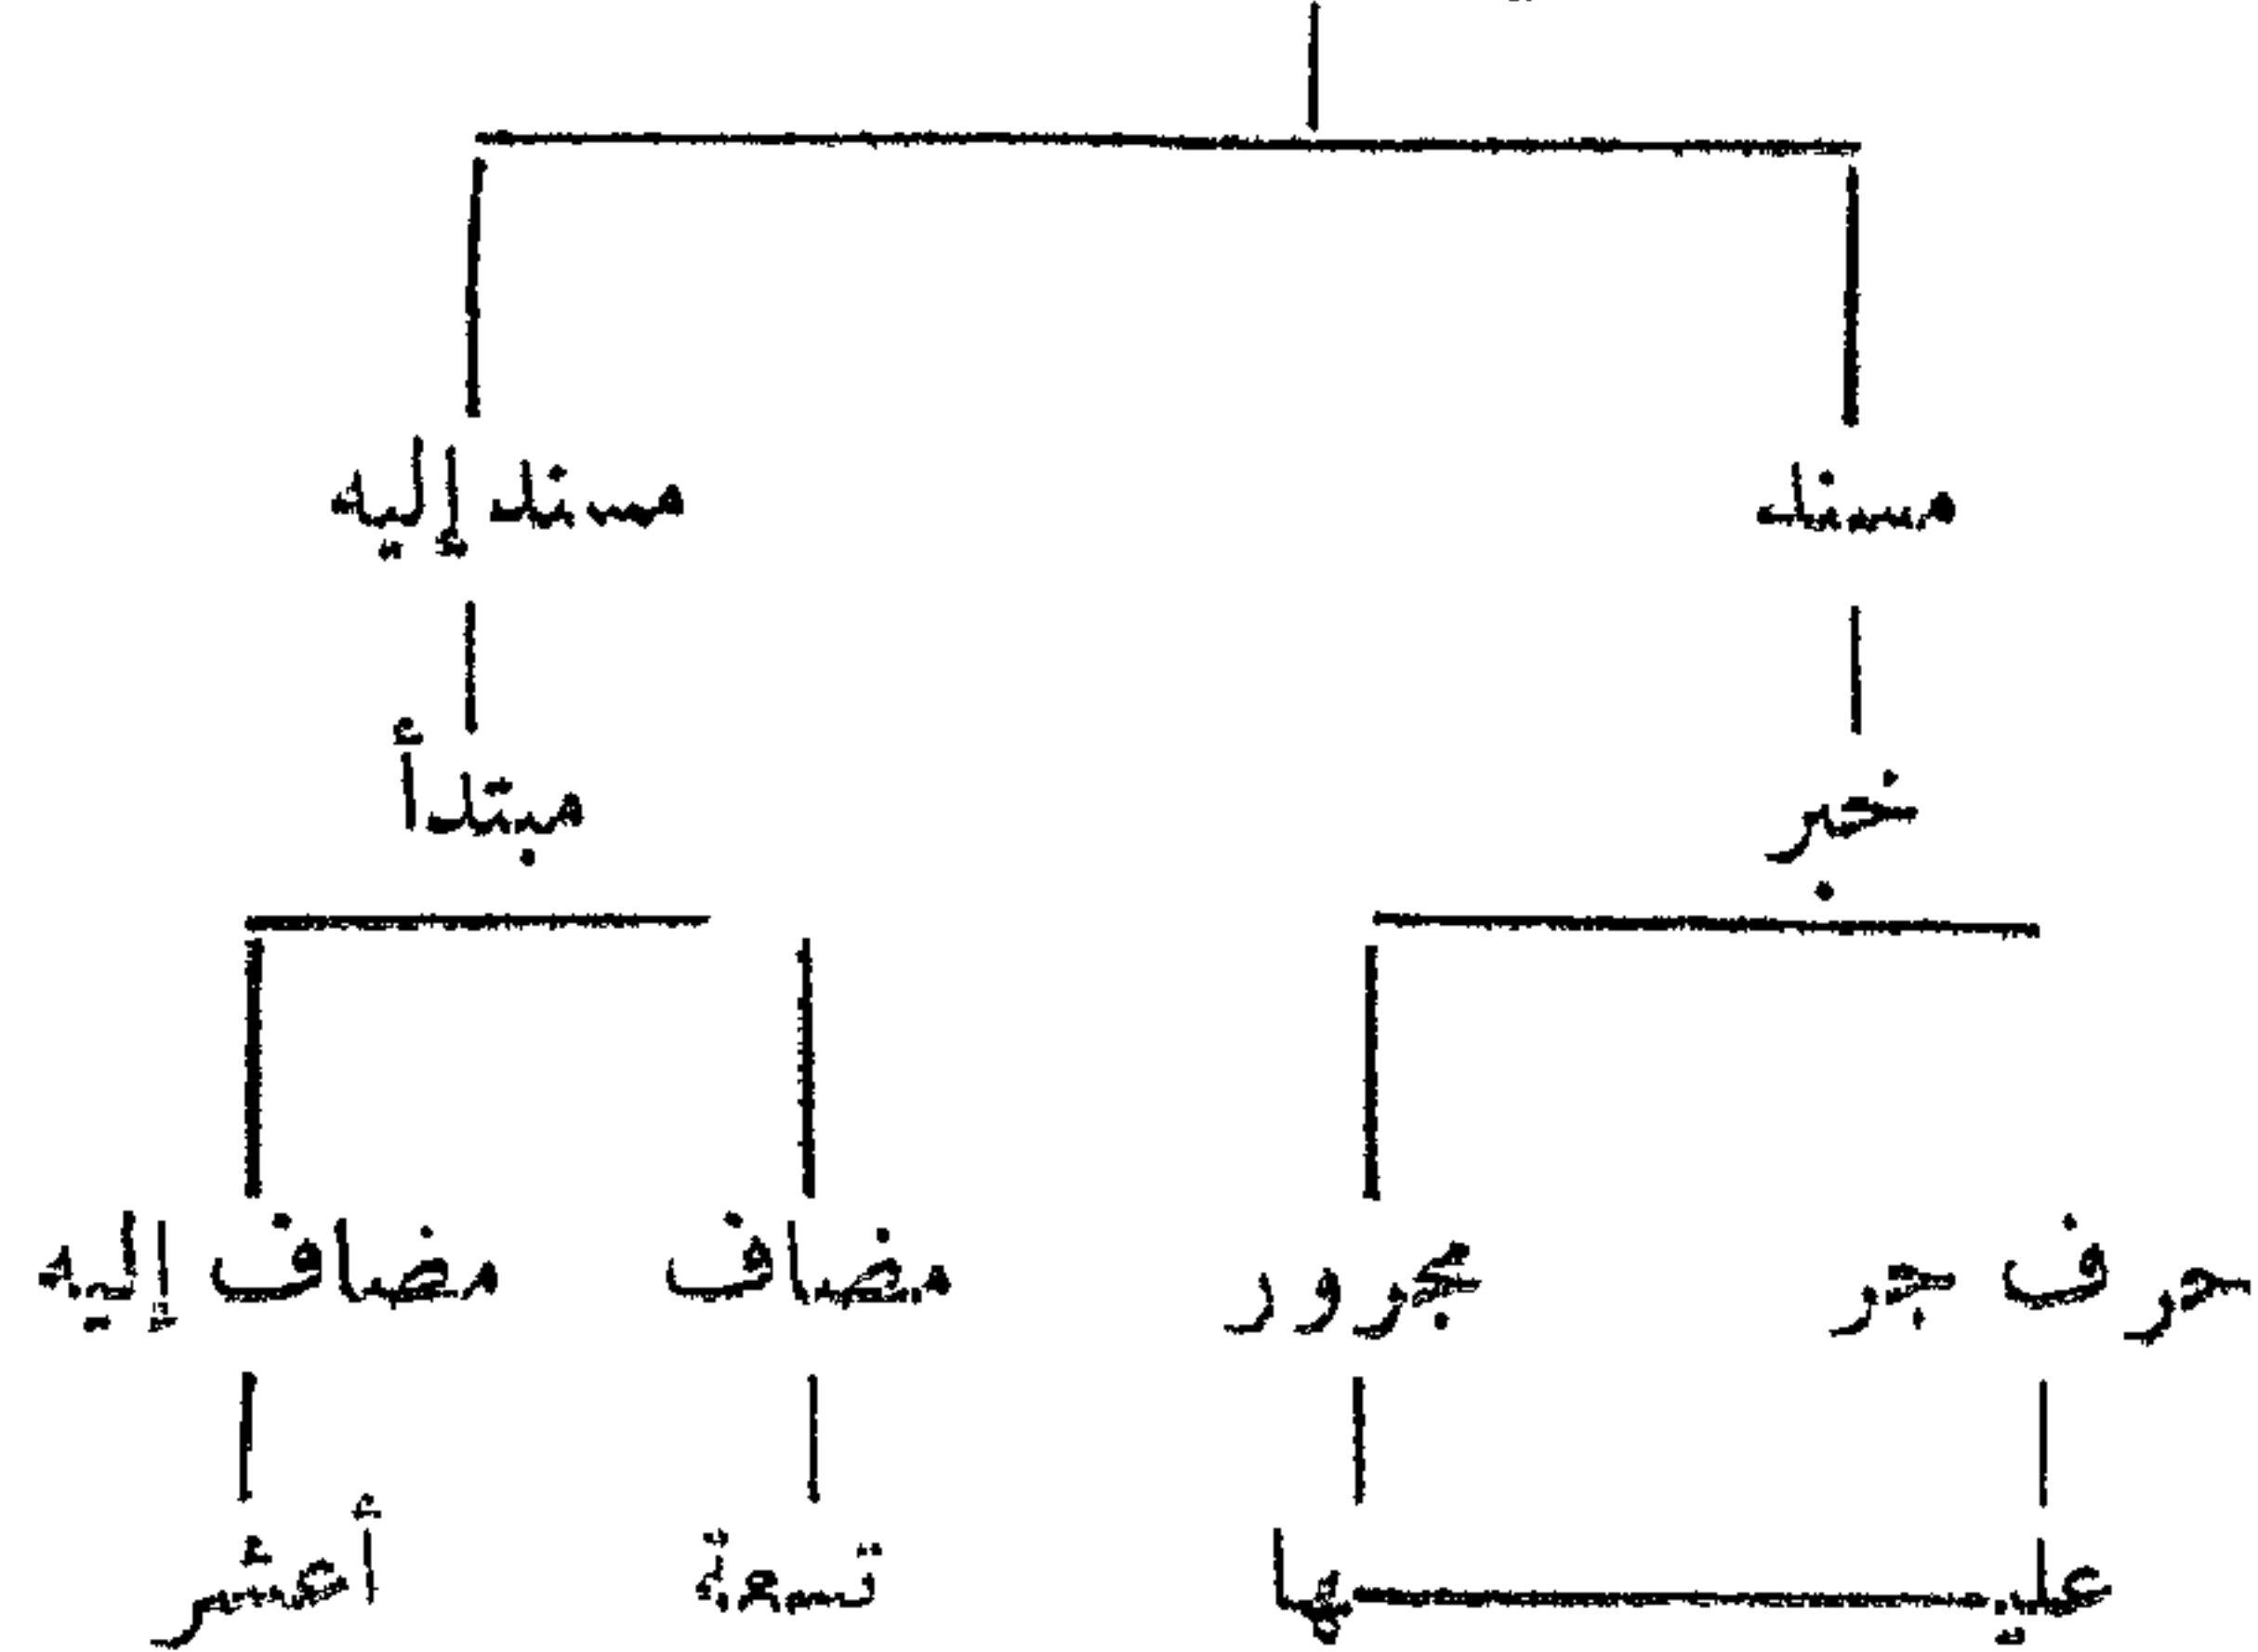 مسند مسند إليه
خبر مبتدأ
حرف جر مجرور مضاف مضاف إليه
عليها تسعة أعشر